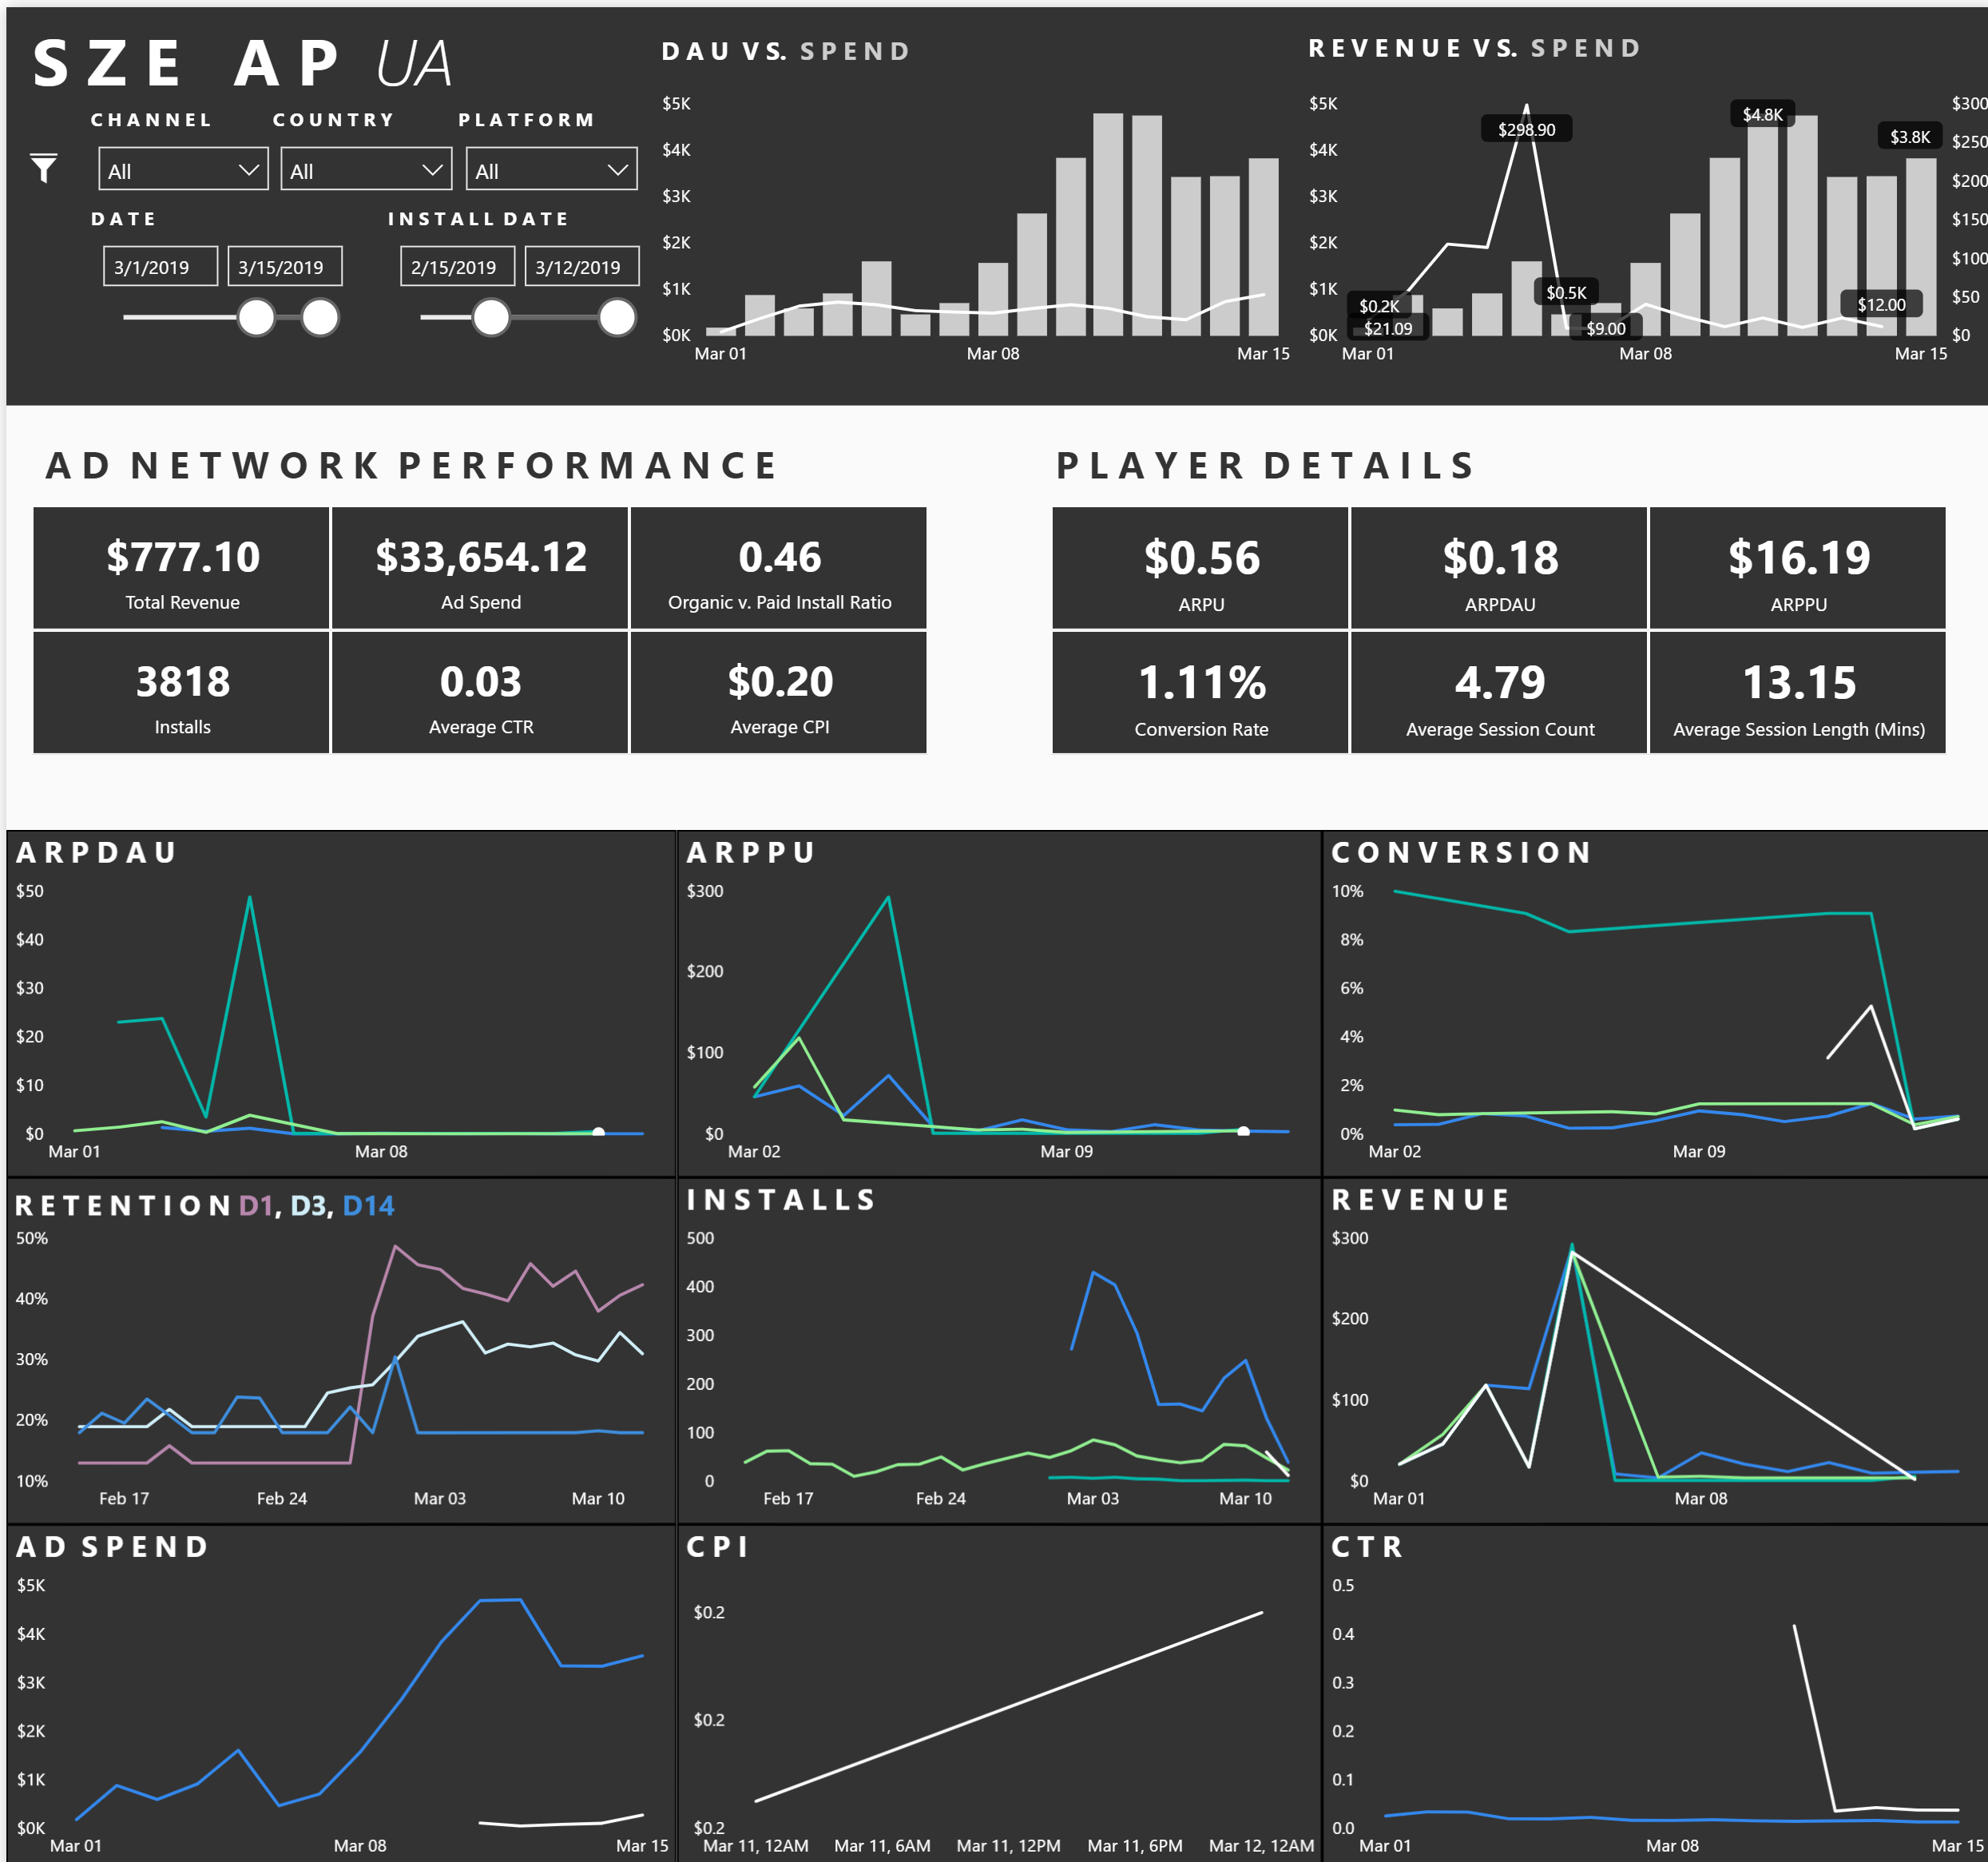 SZE AP UA
CHANNEL COUNTRY PLATFORM
All All All
DATE INSTALL DATE
3/1/2019 3/15/2019 2/15/2019 3/12/2019
DAU VS. SPEND
$5K
$4K
$3K
$2K
$1K
$0K
Mar 01 Mar 08 Mar 15
REVENUE VS. SPEND
$5K
$4K
$3K
$2K
$1K
$0K
$298.90
$4.8K
$3.8K
$0.2K
$21.09
$0.5K
$9.00
$12.00
$300
$250
$200
$100
$50
$0
Mar 01 Mar 08 Mar 15
AD NETWORK PERFORMANCE
$777.10 $33,654.12 0.46
Total Revenue Ad Spend Organic v. Paid Install Ratio
3818 0.03 $0.20
Installs Average CTR Average CPI
PLAYER DETAILS
$0.56 $0.18 $16.19
ARPU ARPDAU ARPPU
1.11% 4.79 13.15
Conversion Rate Average Session Count Average Session Length (Mins)
ARPDAU
$50
$40
$30
$20
$10
$0
Mar 01 Mar 08
ARPPU
$300
$200
$100
$0
Mar 02 Mar 09
CONVERSION
10%
8%
6%
4%
2%
0%
Mar 02 Mar 09
RETENTION D1, D3, D14
50%
40%
30%
20%
10%
Feb 17 Feb 24 Mar 03 Mar 10
INSTALLS
500
400
300
200
100
0
Feb 17 Feb 24 Mar 03 Mar 10
REVENUE
$300
$200
$100
$0
Mar 01 Mar 08
AD SPEND
$5K
$4K
$3K
$2K
$1K
$0K
Mar 01 Mar 08 Mar 15
CPI
$0.2
$0.2
$0.2
Mar 11, 12AM Mar 11, 6AM Mar 11, 12PM Mar 11, 6PM Mar 12, 12AM
CTR
0.5
0.4
0.3
0.2
0.1
0.0
Mar 01 Mar 08 Mar 15